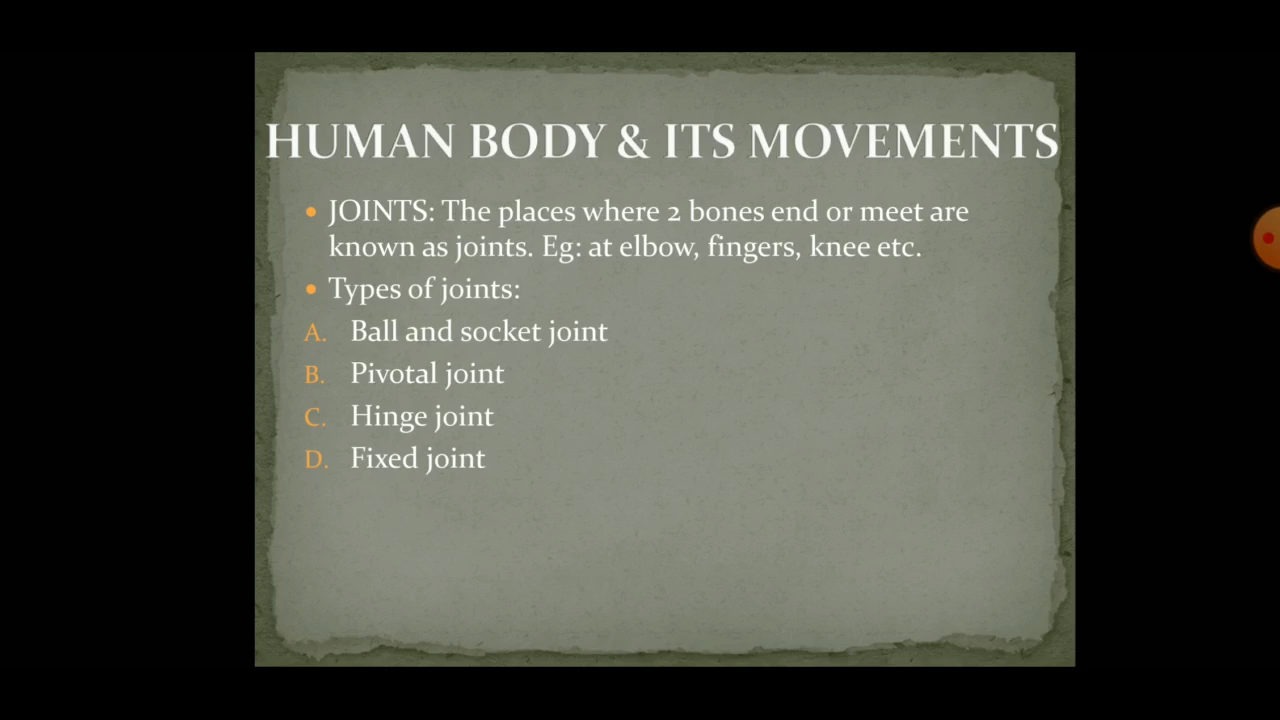 HUMAN BODY & ITS MOVEMENTS
• JOINTS: The places where 2 bones end or meet are
known as joints. Eg: at elbow, fingers, knee etc.
• Types of joints:
A. Ball and socket joint
B. Pivotal joint
C. Hinge joint
D. Fixed joint